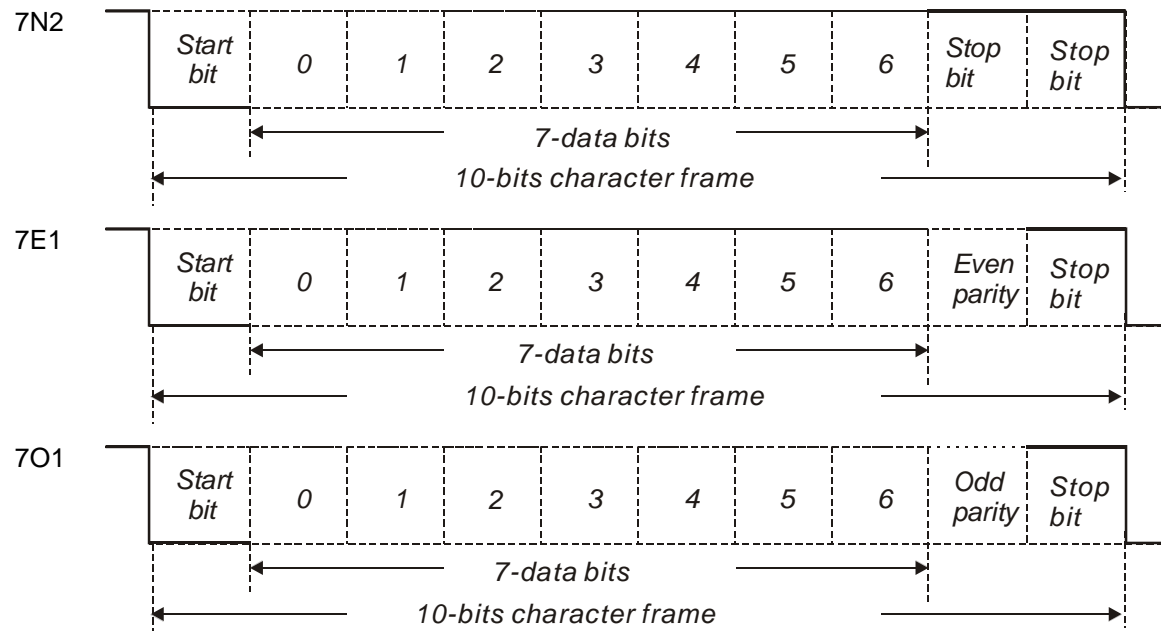 7N2
Start bit 0 1 2 3 4 5 6 Stop bit Stop bit
7-data bits
10-bits character frame
7E1
Start bit 0 1 2 3 4 5 6 Even parity Stop bit
7-data bits
10-bits character frame
7O1
Start bit 0 1 2 3 4 5 6 Odd parity Stop bit
7-data bits
10-bits character frame